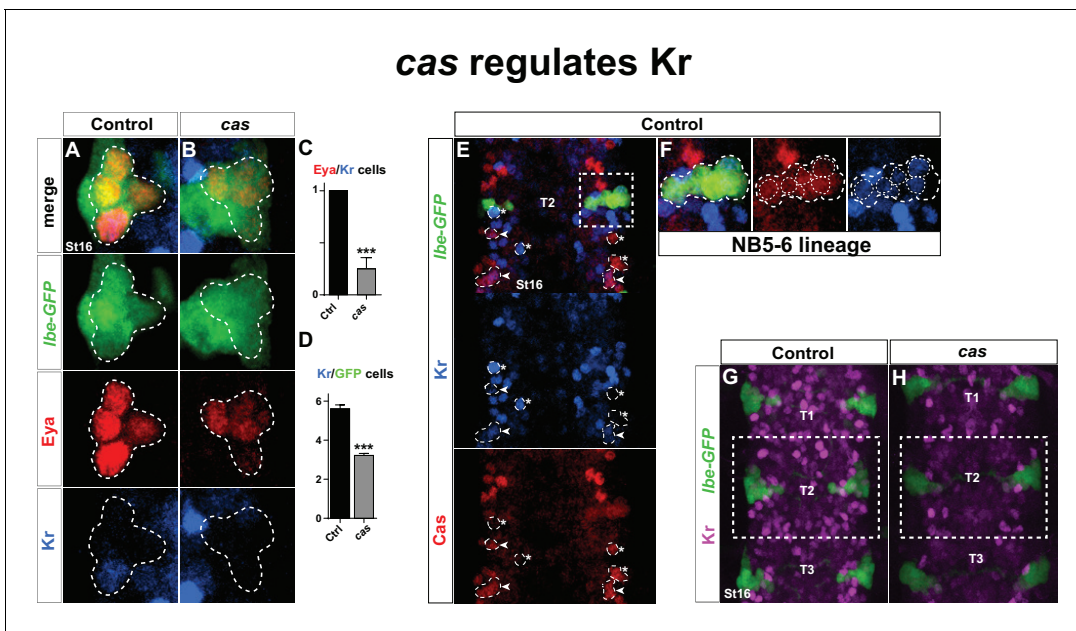 cas regulates Kr
Control
cas
A
B
merge
St16
lbe-GFP
Eya
Kr
C
Eya/Kr cells
1
0
***
Ctrl
cas
D
Kr/GFP cells
6
4
2
0
***
Ctrl
cas
Control
E
T2
*
*
*
*
St16
lbe-GFP
Kr
*
*
*
*
Cas
*
*
*
*
F
NB5-6 lineage
Control
cas
G
H
T1
T1
T2
T2
T3
T3
St16
Kr lbe-GFP